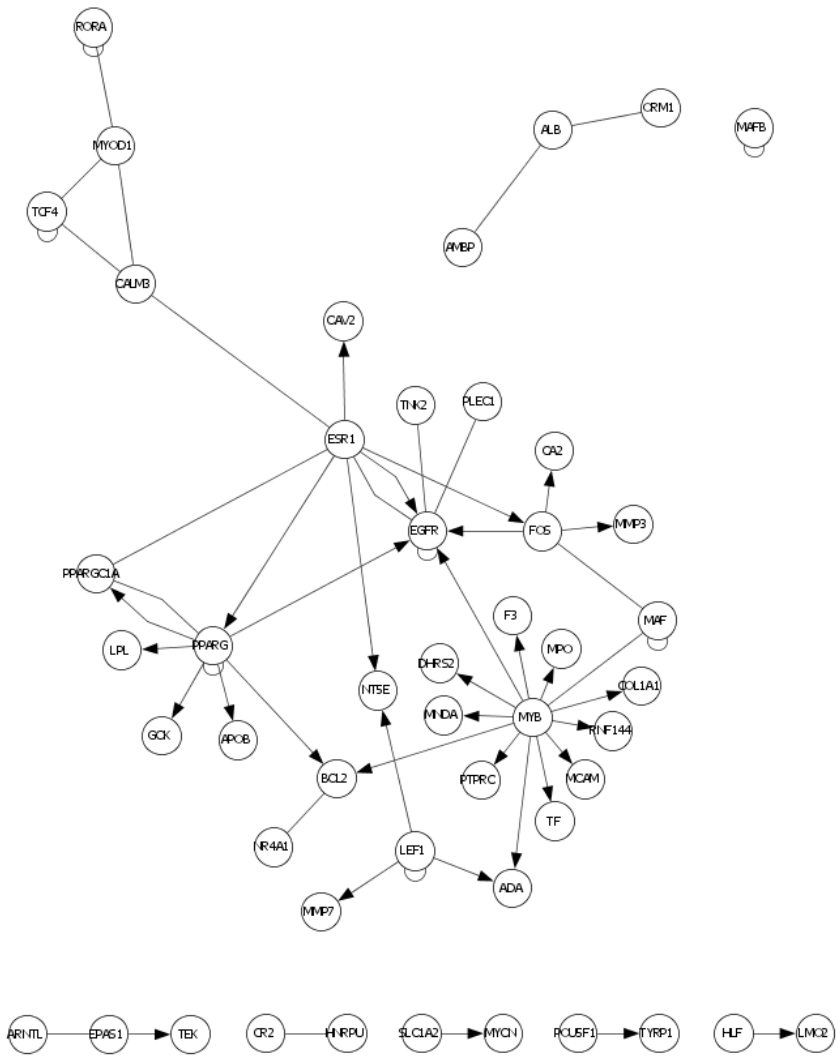 RORA
ORM1
MAFB
ALB
MYOD1
TCF4
AMBP
CALM3
CAV2
TNK2
PLEC1
ESR1
CA2
EGFR
FOS
MMP3
PPARGC1A
F3
MAF
LPL
PPARG
DHRS2
MPO
NT5E
COL1A1
MNDA
MYB
GCK
APOB
RNF144
BCL2
PTPRC
MCAM
TF
NR4A1
LEF1
ADA
MMP7
ARNTL EPAS1 TEK CR2 HNRPU SLC1A2 MYCN POU5F1 TYRP1 HLF LMO2